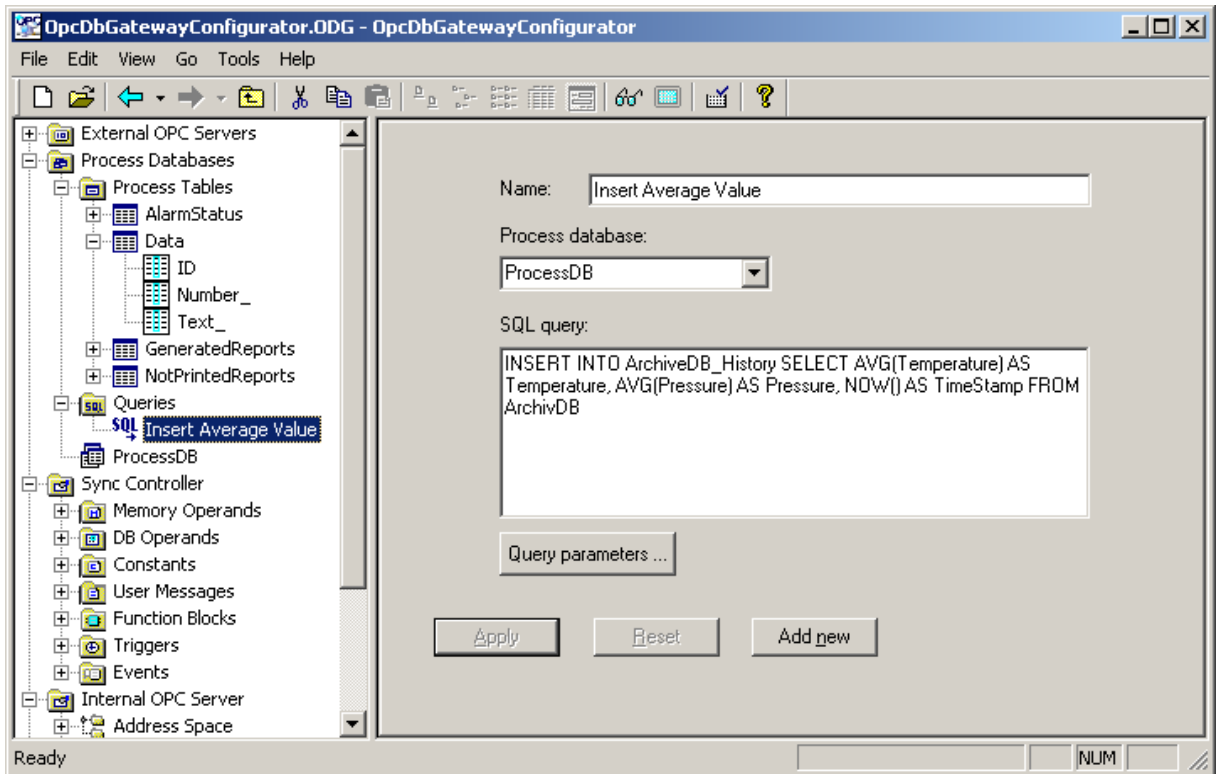 OpcDbGatewayConfigurator.ODG - OpcDbGatewayConfigurator
File Edit View Go Tools Help
External OPC Servers
Process Databases
Process Tables
AlarmStatus
Data
ID
Number_
Text_
GeneratedReports
NotPrintedReports
Queries
Insert Average Value
ProcessDB
Sync Controller
Memory Operands
DB Operands
Constants
User Messages
Function Blocks
Triggers
Events
Internal OPC Server
Address Space
Name: Insert Average Value
Process database:
ProcessDB
SQL query:
INSERT INTO ArchiveDB_History SELECT AVG(Temperature) AS
Temperature, AVG(Pressure) AS Pressure, NOW() AS TimeStamp FROM
ArchivDB
Query parameters ...
Apply Reset Add new
Ready NUM